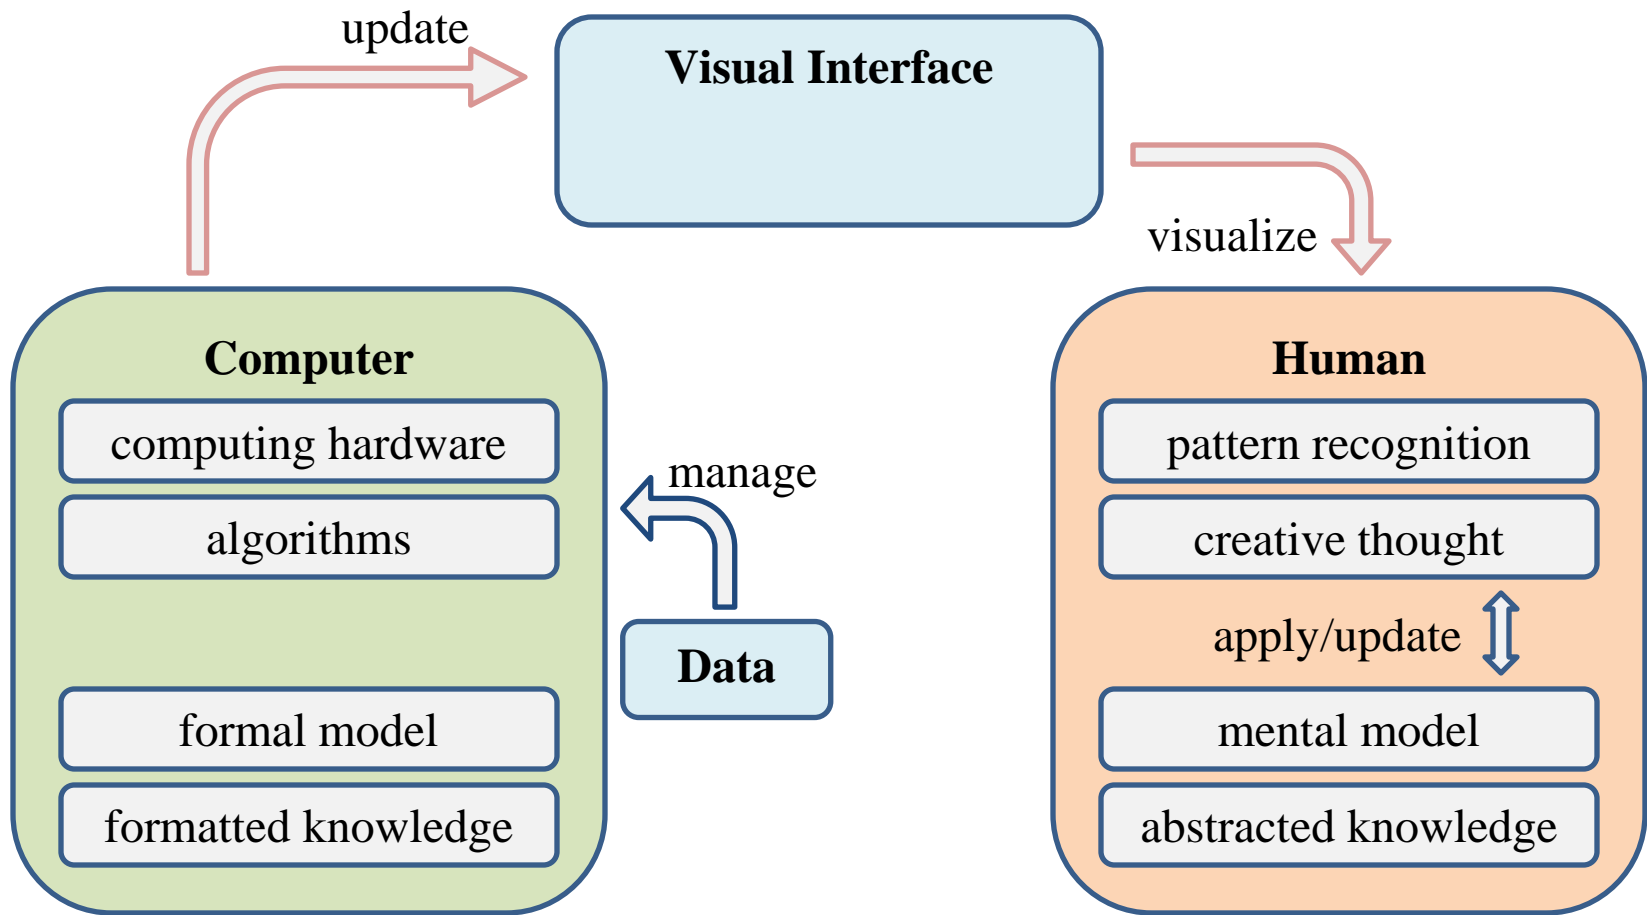 update
Visual Interface
visualize
Computer
computing hardware
algorithms
formal model
formatted knowledge
manage
Data
Human
pattern recognition
creative thought
apply/update
mental model
abstracted knowledge